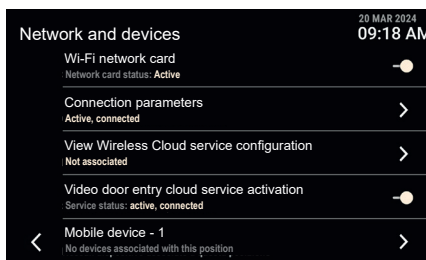 20 MAR 2024
Network and devices 09:18 AM
Wi-Fi network card
Network card status: Active
Connection parameters
Active, connected
View Wireless Cloud service configuration
Not associated
Video door entry cloud service activation
Service status: active, connected
Mobile device - 1
No devices associated with this position